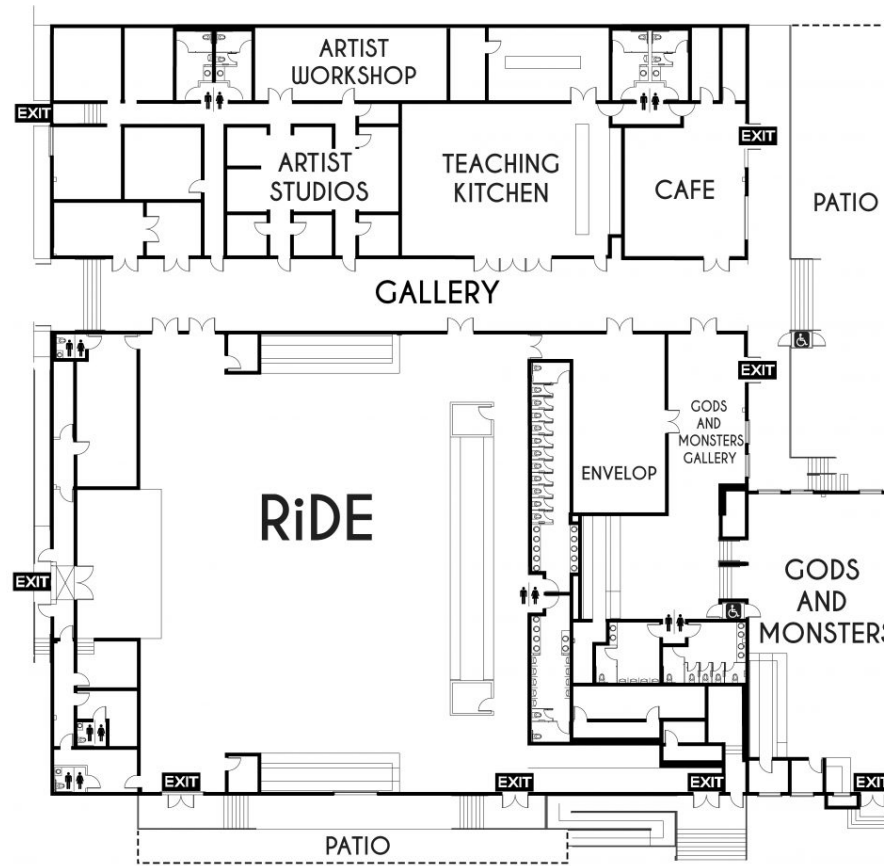 ARTIST
WORKSHOP
EXIT
EXIT
ARTIST
STUDIOS
TEACHING
KITCHEN
CAFE
PATIO
GALLERY
EXIT
GODS
AND
MONSTERS
GALLERY
ENVELOP
RiDE
EXIT
GODS
AND
MONSTERS
EXIT
EXIT
EXIT
EXIT
PATIO